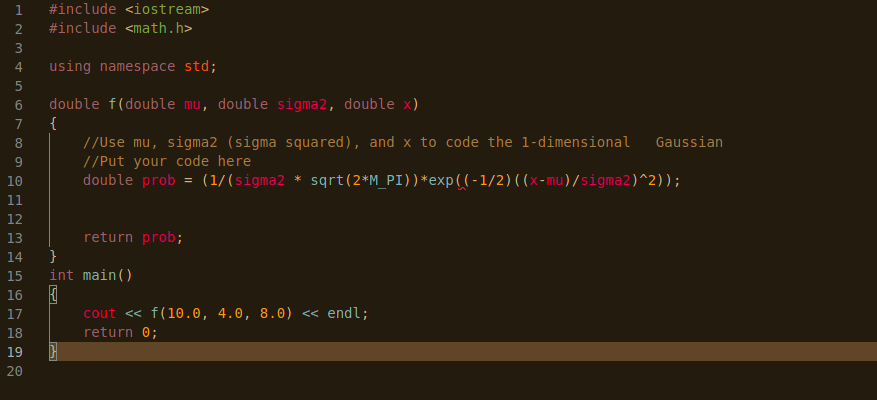 1 #include <iostream>
2 #include <math.h>
3
4 using namespace std;
5
6 double f(double mu, double sigma2, double x)
7 {
8     //Use mu, sigma2 (sigma squared), and x to code the 1-dimensional   Gaussian
9     //Put your code here
10     double prob = (1/(sigma2 * sqrt(2*M_PI))*exp((-1/2)((x-mu)/sigma2)^2));
11
12
13     return prob;
14 }
15 int main()
16 {
17     cout << f(10.0, 4.0, 8.0) << endl;
18     return 0;
19 }
20